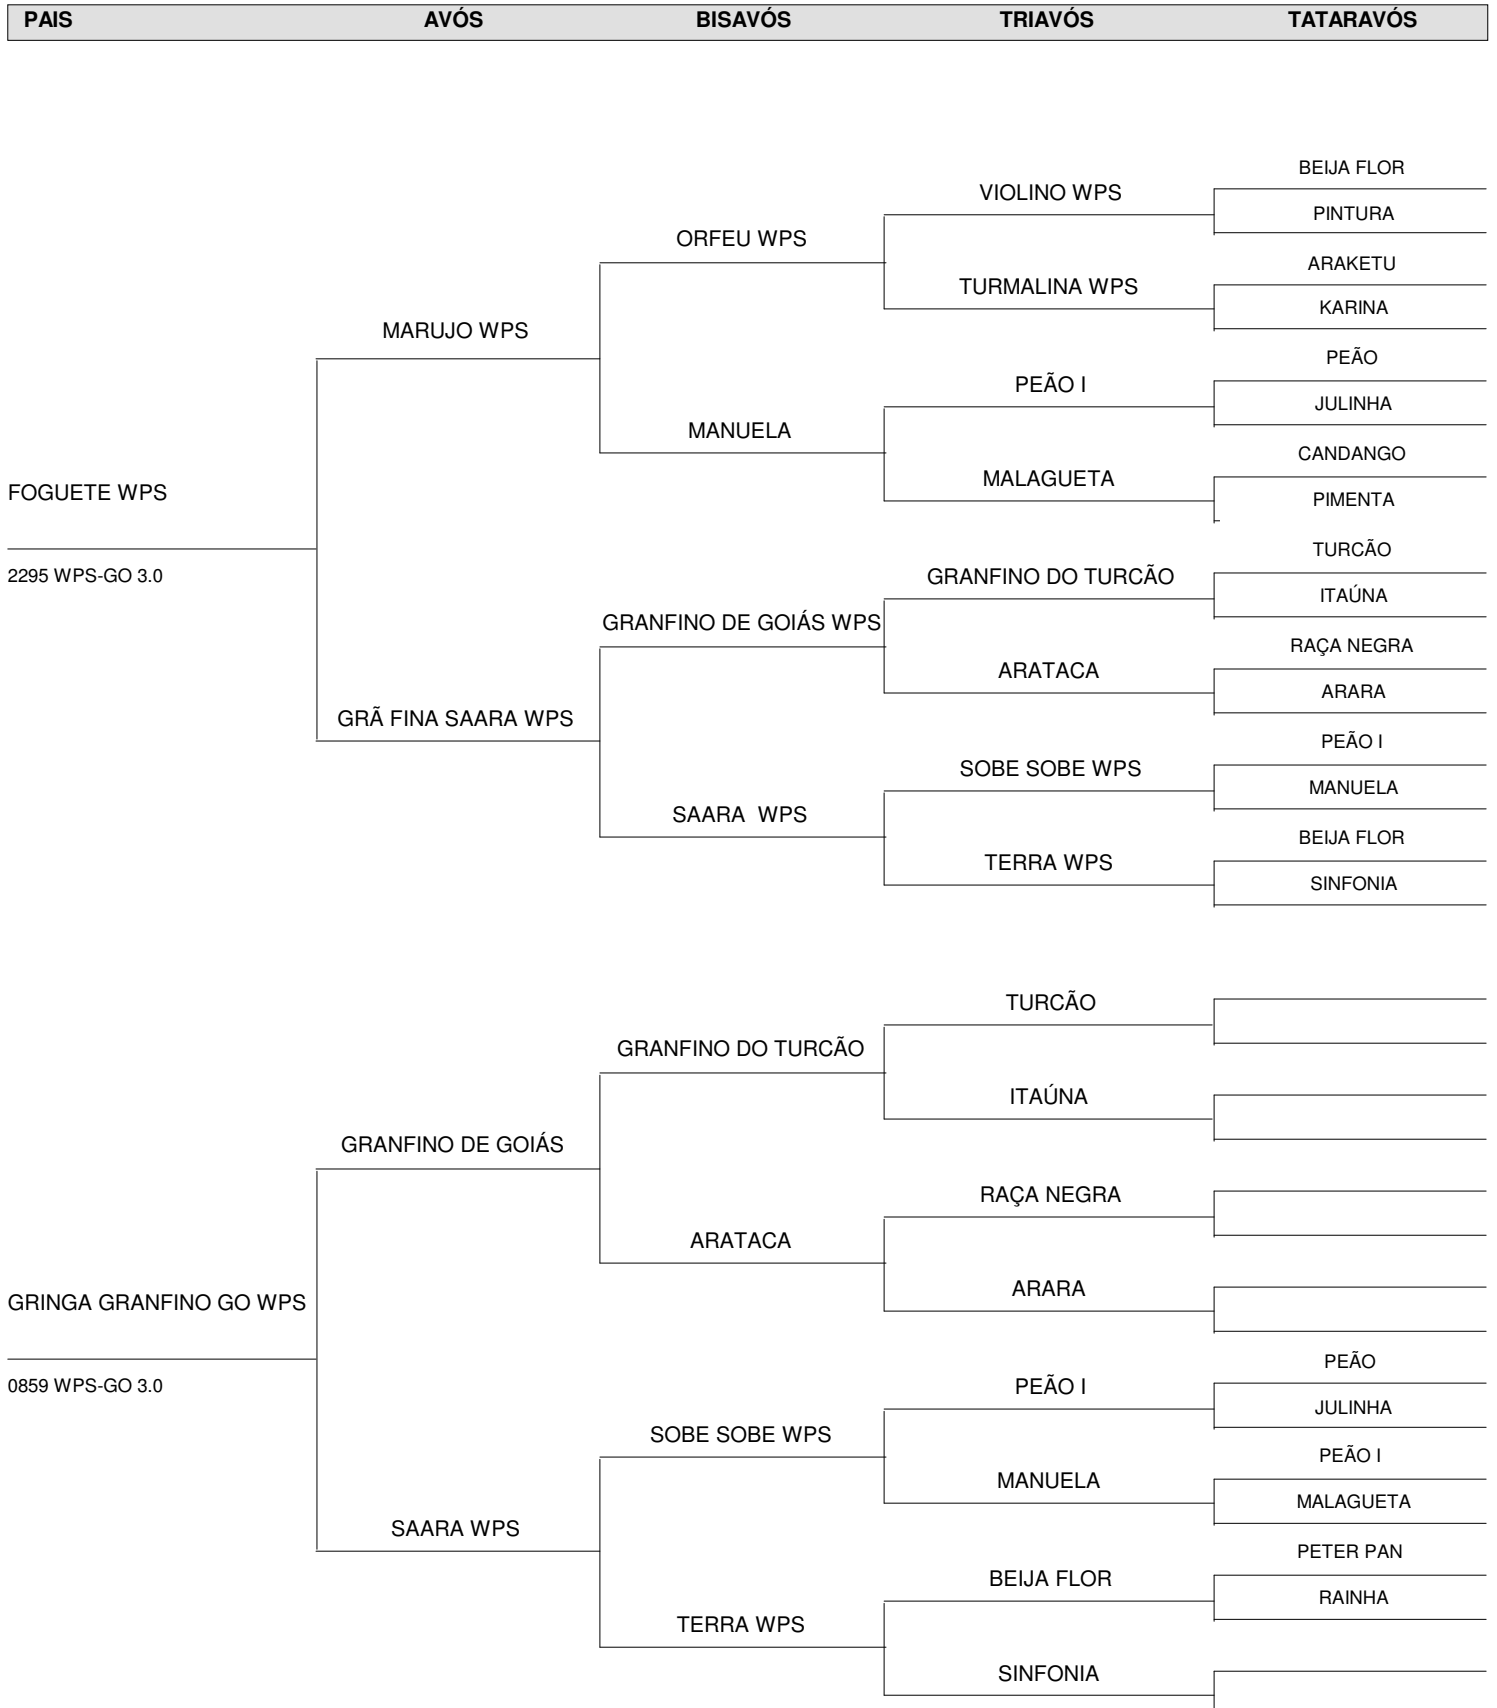 PAIS AVÓS BISAVÓS TRIAVÓS TATARAVÓS
BEIJA FLOR
VIOLINO WPS
PINTURA
ORFEU WPS
ARAKETU
TURMALINA WPS
KARINA
MARUJO WPS
PEÃO
PEÃO I
JULINHA
MANUELA
CANDANGO
MALAGUETA
FOGUETE WPS
PIMENTA
TURCÃO
2295 WPS-GO 3.0
GRANFINO DO TURCÃO
ITAÚNA
GRANFINO DE GOIÁS WPS
RAÇA NEGRA
ARATACA
ARARA
GRÃ FINA SAARA WPS
PEÃO I
SOBE SOBE WPS
MANUELA
SAARA  WPS
BEIJA FLOR
TERRA WPS
SINFONIA
TURCÃO
GRANFINO DO TURCÃO
ITAÚNA
GRANFINO DE GOIÁS
RAÇA NEGRA
ARATACA
ARARA
GRINGA GRANFINO GO WPS
PEÃO
0859 WPS-GO 3.0
PEÃO I
JULINHA
SOBE SOBE WPS
PEÃO I
MANUELA
MALAGUETA
SAARA WPS
PETER PAN
BEIJA FLOR
RAINHA
TERRA WPS
SINFONIA